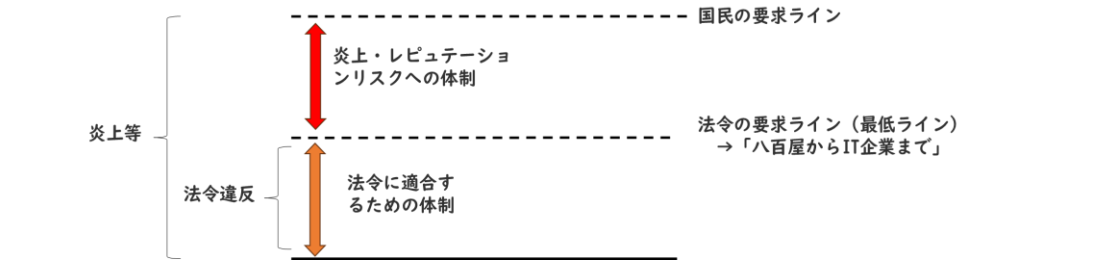 国民の要求ライン
炎上・レピュテーショ
ンリスクへの体制
炎上等
法令の要求ライン（最低ライン）
→「八百屋からIT企業まで」
法令違反
法令に適合す
るための体制